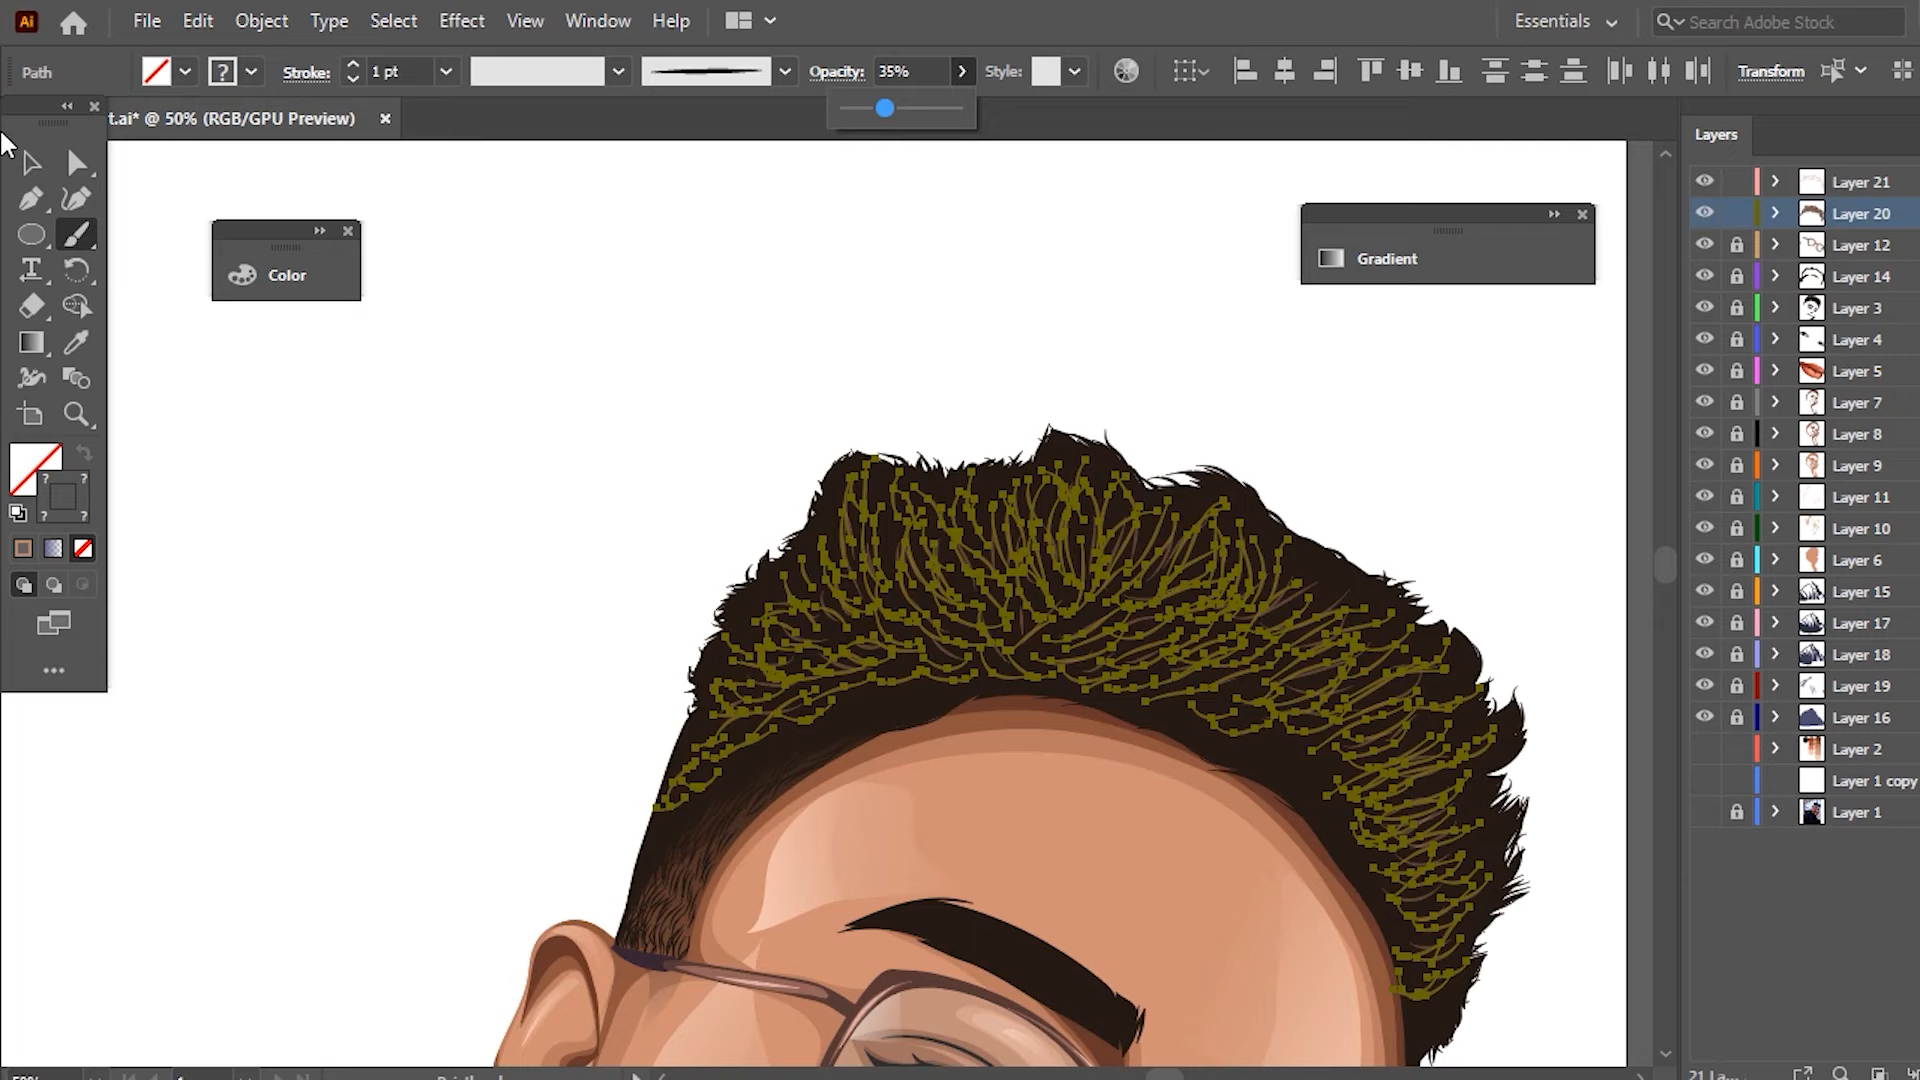 Ai File Edit Object Type Select Effect View Window Help Essentials Search Adobe Stock
Path ? Stroke: 1 pt Opacity: 35% Style: Transform
t.ai* @ 50% (RGB/GPU Preview)
Layers
Layer 21
Layer 20
Layer 12
Layer 14
Layer 3
Layer 4
Layer 5
Layer 7
Layer 8
Layer 9
Layer 11
Layer 10
Layer 6
Layer 15
Layer 17
Layer 18
Layer 19
Layer 16
Layer 2
Layer 1 copy
Layer 1
Color
Gradient
? ?
? ?